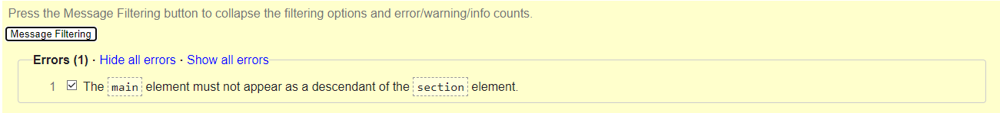 Press the Message Filtering button to collapse the filtering options and error/warning/info counts.
Message Filtering
Errors (1) · Hide all errors · Show all errors
1 The main element must not appear as a descendant of the section element.